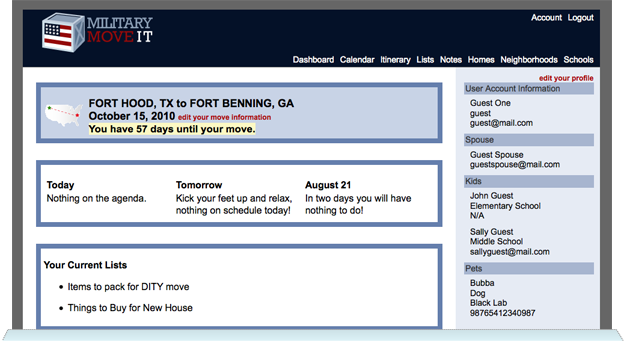 MILITARY
MOVE IT
Account Logout
Dashboard Calendar Itinerary Lists Notes Homes Neighborhoods Schools
FORT HOOD, TX to FORT BENNING, GA
October 15, 2010 edit your move information
You have 57 days until your move.
Today
Nothing on the agenda.
Tomorrow
Kick your feet up and relax,
nothing on schedule today!
August 21
In two days you will have
nothing to do!
Your Current Lists
• Items to pack for DITY move
• Things to Buy for New House
edit your profile
User Account Information
Guest One
guest
guest@mail.com
Spouse
Guest Spouse
guestspouse@mail.com
Kids
John Guest
Elementary School
N/A
Sally Guest
Middle School
sallyguest@mail.com
Pets
Bubba
Dog
Black Lab
98765412340987